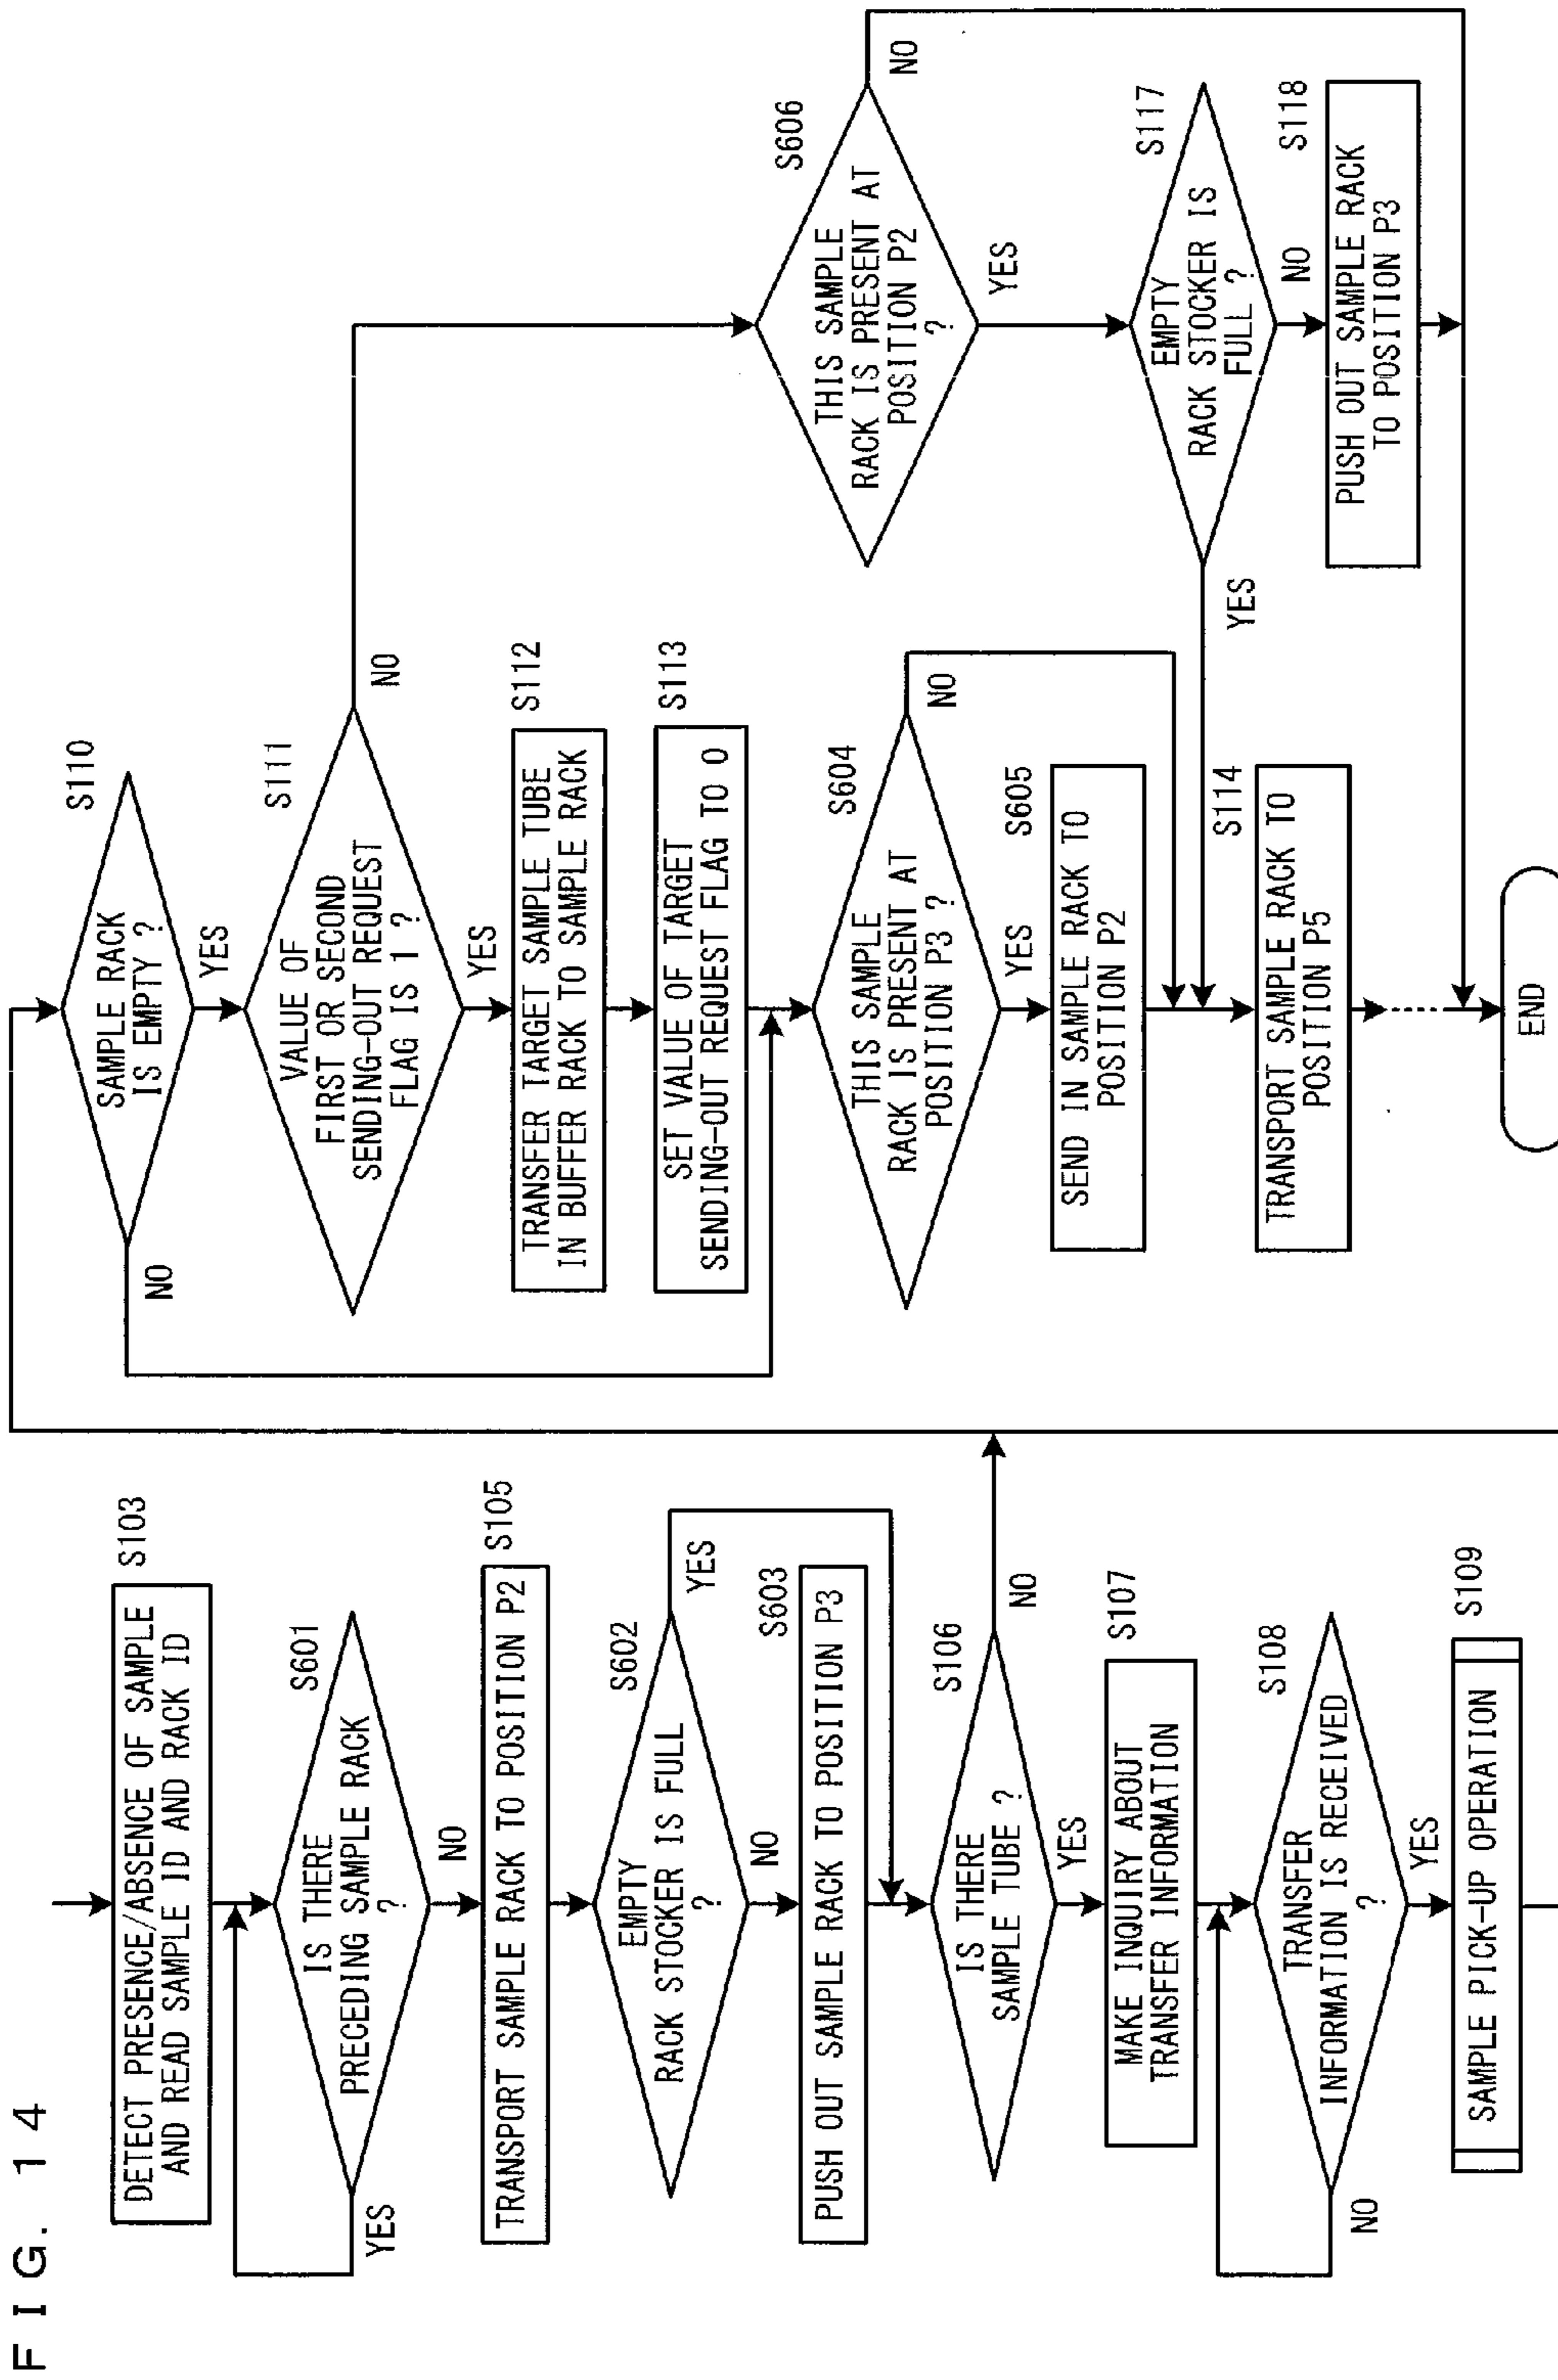 FIG. 14
S103
DETECT PRESENCE/ABSENCE OF SAMPLE
AND READ SAMPLE ID AND RACK ID
S601
IS THERE
PRECEDING SAMPLE RACK
?
YES
NO
S105
TRANSPORT SAMPLE RACK TO POSITION P2
S602
EMPTY
RACK STOCKER IS FULL
?
YES
NO
S603
PUSH OUT SAMPLE RACK TO POSITION P3
S106
IS THERE
SAMPLE TUBE ?
NO
YES
S107
MAKE INQUIRY ABOUT
TRANSFER INFORMATION
S108
TRANSFER
INFORMATION IS RECEIVED
?
NO
YES
S109
SAMPLE PICK-UP OPERATION
S110
SAMPLE RACK
IS EMPTY ?
NO
YES
S111
VALUE OF
FIRST OR SECOND
SENDING-OUT REQUEST
FLAG IS 1 ?
NO
YES
S112
TRANSFER TARGET SAMPLE TUBE
IN BUFFER RACK TO SAMPLE RACK
S113
SET VALUE OF TARGET
SENDING-OUT REQUEST FLAG TO 0
S604
THIS SAMPLE
RACK IS PRESENT AT
POSITION P3 ?
NO
YES
S605
SEND IN SAMPLE RACK TO
POSITION P2
S114
TRANSPORT SAMPLE RACK TO
POSITION P5
END
S606
THIS SAMPLE
RACK IS PRESENT AT
POSITION P2
?
NO
YES
S117
EMPTY
RACK STOCKER IS
FULL ?
YES
NO
S118
PUSH OUT SAMPLE RACK
TO POSITION P3